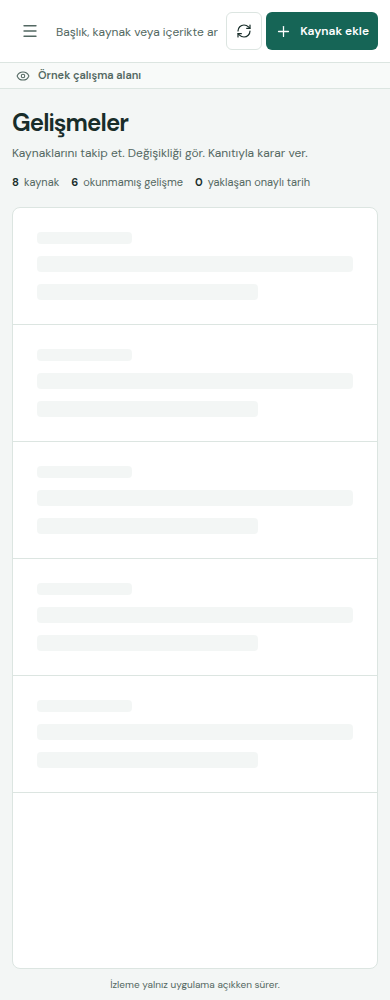 Başlık, kaynak veya içerikte ar
Kaynak ekle
Örnek çalışma alanı
Gelişmeler
Kaynaklarını takip et. Değişikliği gör. Kanıtıyla karar ver.
8 kaynak 6 okunmamış gelişme 0 yaklaşan onaylı tarih
İzleme yalnız uygulama açıkken sürer.